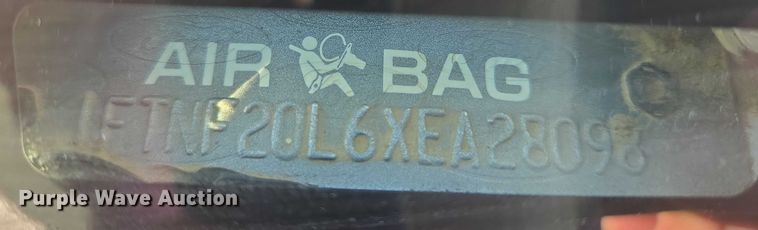 AIR BAG
1FTNF20L6XEA28098
Purple Wave Auction